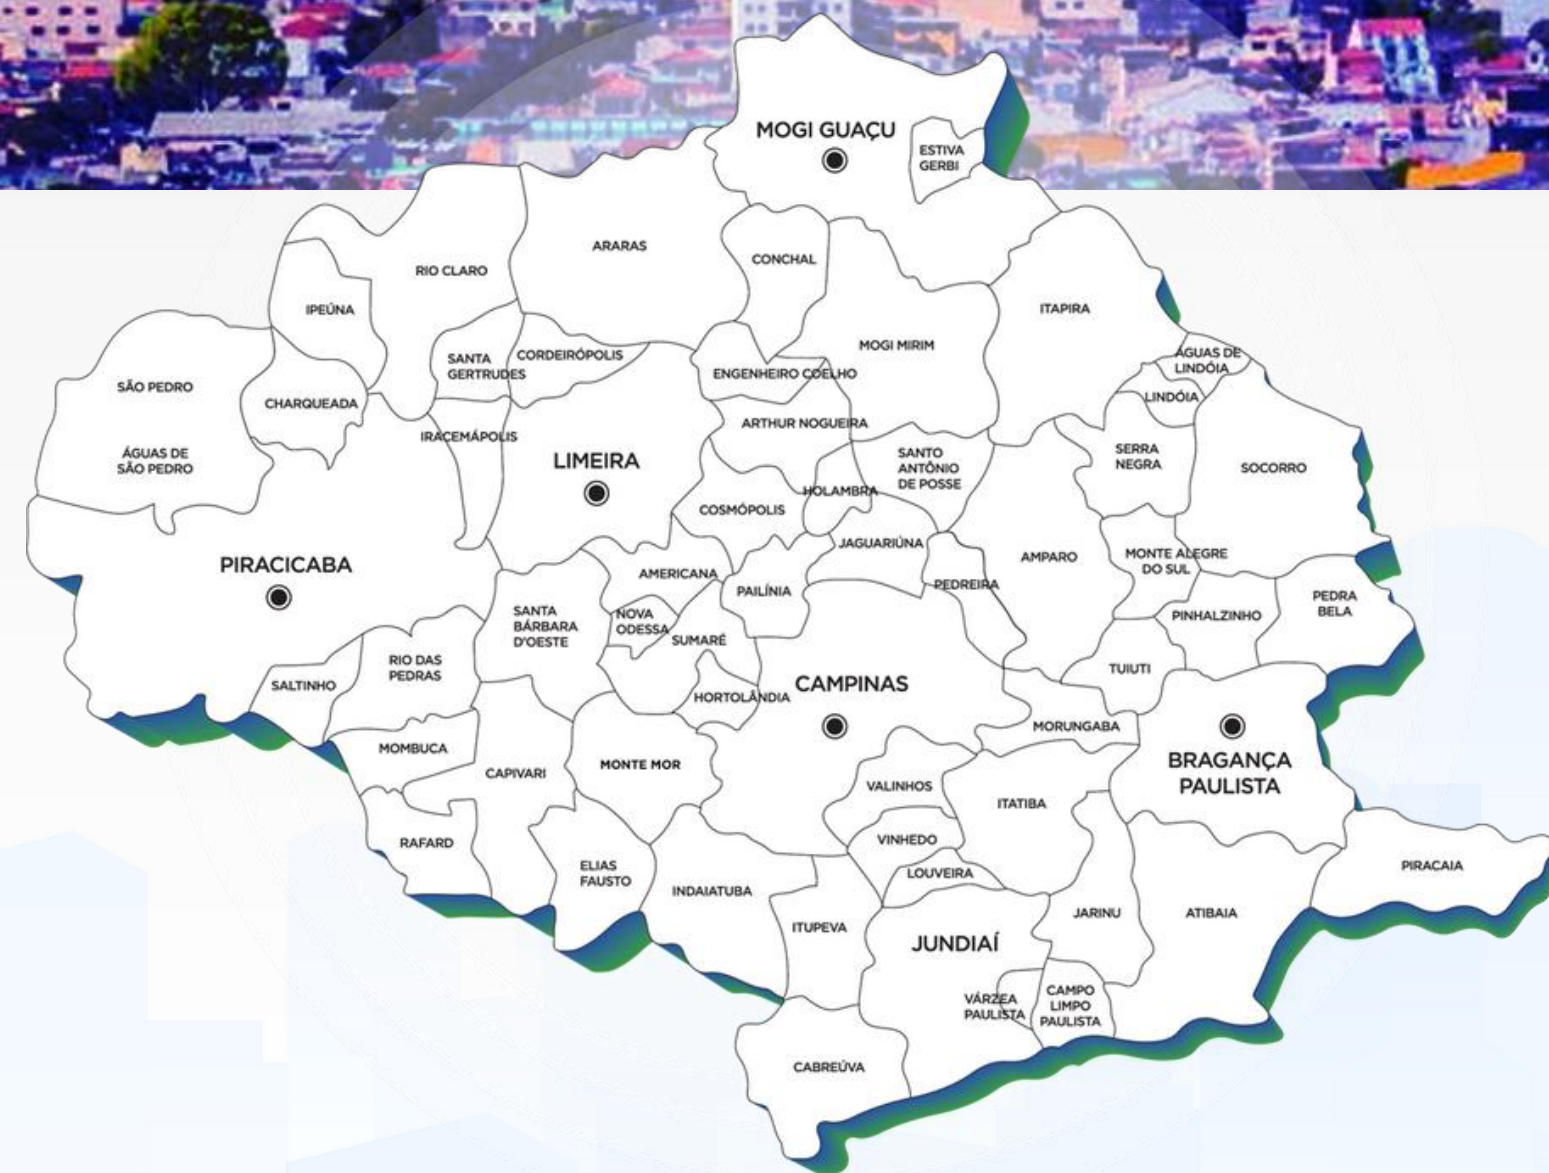 MOGI GUAÇU
ESTIVA
GERBI
ARARAS
CONCHAL
RIO CLARO
IPEÚNA
ITAPIRA
MOGI MIRIM
SANTA
GERTRUDES
CORDEIRÓPOLIS
ÁGUAS DE
LINDÓIA
ENGENHEIRO COELHO
SÃO PEDRO
CHARQUEADA
LINDÓIA
ARTHUR NOGUEIRA
IRACEMÁPOLIS
ÁGUAS DE
SÃO PEDRO
LIMEIRA
SANTO
ANTÔNIO
DE POSSE
SERRA
NEGRA
SOCORRO
HOLAMBRA
COSMÓPOLIS
JAGUARIÚNA
PIRACICABA
AMPARO
MONTE ALEGRE
DO SUL
AMERICANA
PAILÍNIA
PEDREIRA
PEDRA
BELA
SANTA
BÁRBARA
D'OESTE
NOVA
ODESSA
SUMARÉ
PINHALZINHO
RIO DAS
PEDRAS
TUIUTI
SALTINHO
CAMPINAS
HORTOLÂNDIA
MORUNGABA
MOMBUCA
CAPIVARI
MONTE MOR
BRAGANÇA
PAULISTA
VALINHOS
ITATIBA
RAFARD
VINHEDO
ELIAS
FAUSTO
LOUVEIRA
PIRACAIA
INDAIATUBA
JARINU
ATIBAIA
ITUPEVA
JUNDIAÍ
VÁRZEA
PAULISTA
CAMPO
LIMPO
PAULISTA
CABREÚVA